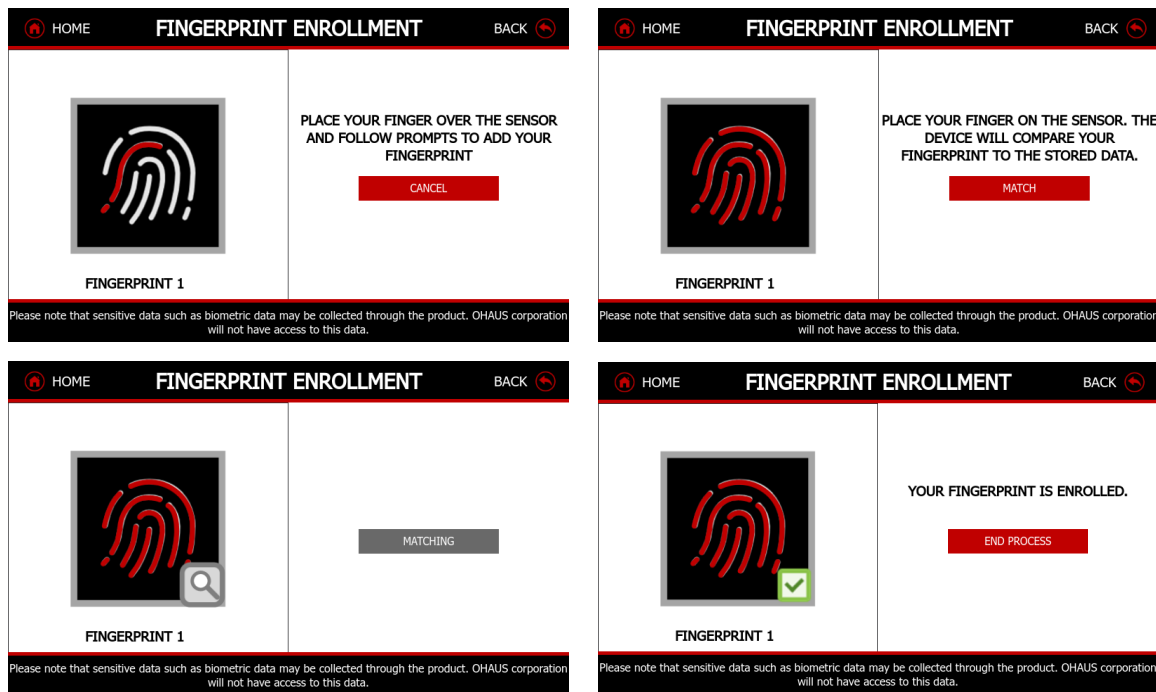 HOME FINGERPRINT ENROLLMENT BACK
PLACE YOUR FINGER OVER THE SENSOR
AND FOLLOW PROMPTS TO ADD YOUR
FINGERPRINT
CANCEL
FINGERPRINT 1
Please note that sensitive data such as biometric data may be collected through the product. OHAUS corporation
will not have access to this data.
HOME FINGERPRINT ENROLLMENT BACK
PLACE YOUR FINGER ON THE SENSOR. THE
DEVICE WILL COMPARE YOUR
FINGERPRINT TO THE STORED DATA.
MATCH
FINGERPRINT 1
Please note that sensitive data such as biometric data may be collected through the product. OHAUS corporation
will not have access to this data.
HOME FINGERPRINT ENROLLMENT BACK
MATCHING
FINGERPRINT 1
Please note that sensitive data such as biometric data may be collected through the product. OHAUS corporation
will not have access to this data.
HOME FINGERPRINT ENROLLMENT BACK
YOUR FINGERPRINT IS ENROLLED.
END PROCESS
FINGERPRINT 1
Please note that sensitive data such as biometric data may be collected through the product. OHAUS corporation
will not have access to this data.